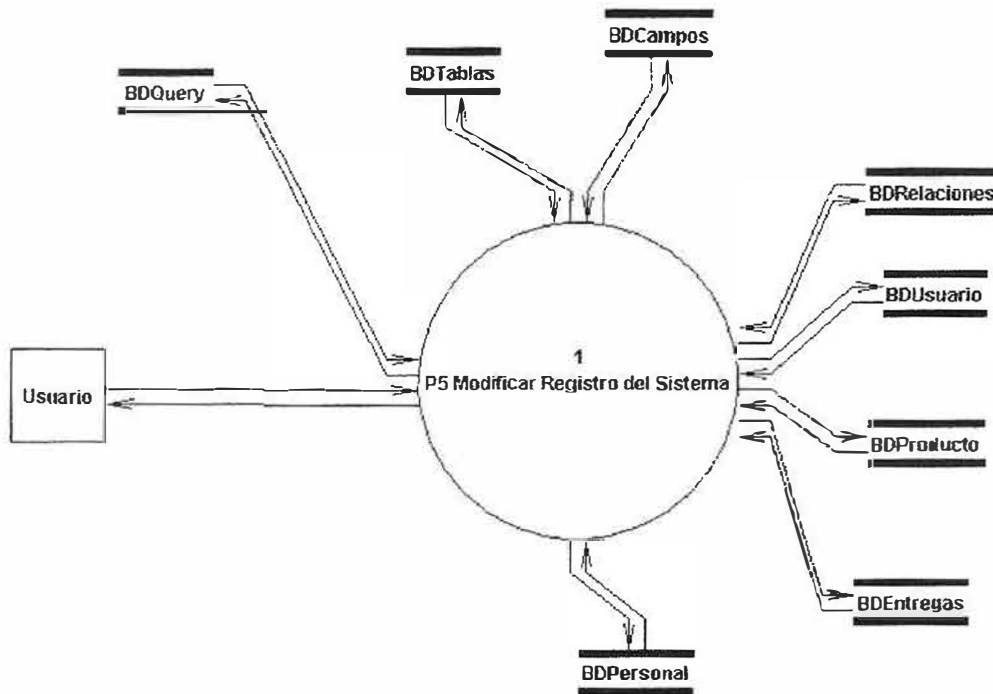 BDCampos
BDTablas
BDQuery
BDRelaciones
BDUsuario
1
P5 Modificar Registro del Sistema
Usuario
BDProducto
BDEntregas
BDPersonal